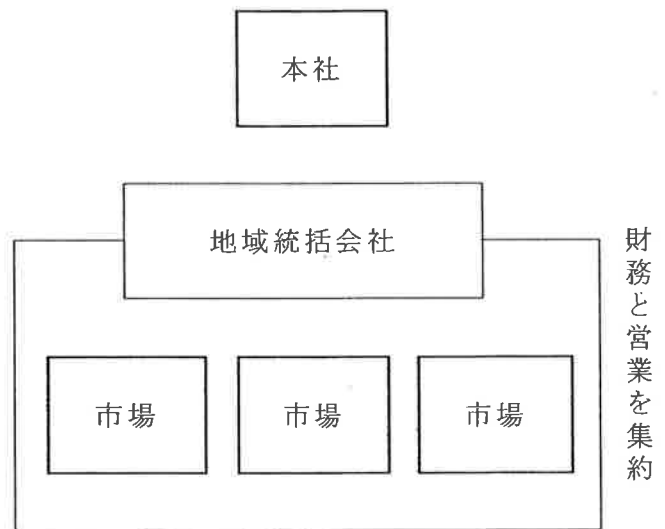 本社
地域統括会社
市場
市場
市場
財務と営業を集約